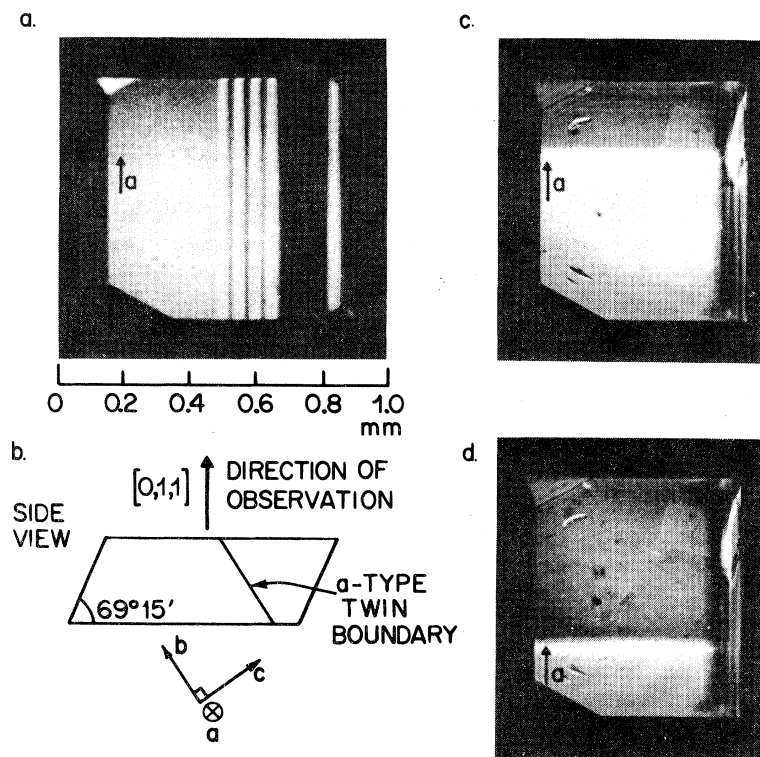 a.
a
0 0.2 0.4 0.6 0.8 1.0
mm
b.
[0,1,1]
DIRECTION OF
OBSERVATION
SIDE
VIEW
69°15'
a-TYPE
TWIN
BOUNDARY
b
c
a
c.
a
d.
a